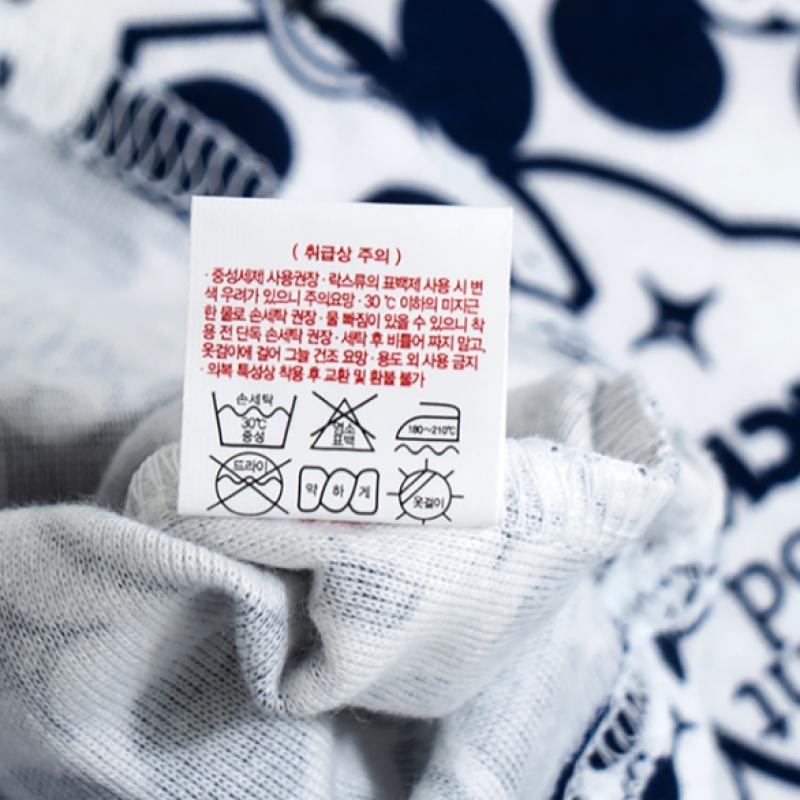 ( 취급상 주의 )
· 중성세제 사용권장 · 락스류의 표백제 사용 시 변
색 우려가 있으니 주의요망 · 30 ℃ 이하의 미지근
한 물로 손세탁 권장 · 물 빠짐이 있을 수 있으니 착
용 전 단독 손세탁 권장 · 세탁 후 비틀어 짜지 말고,
옷걸이에 걸어 그늘 건조 요망 · 용도 외 사용 금지
· 의복 특성상 착용 후 교환 및 환불 불가
손세탁
30℃
중성
염소
표백
180~210℃
드라이
약 하 게
옷걸이